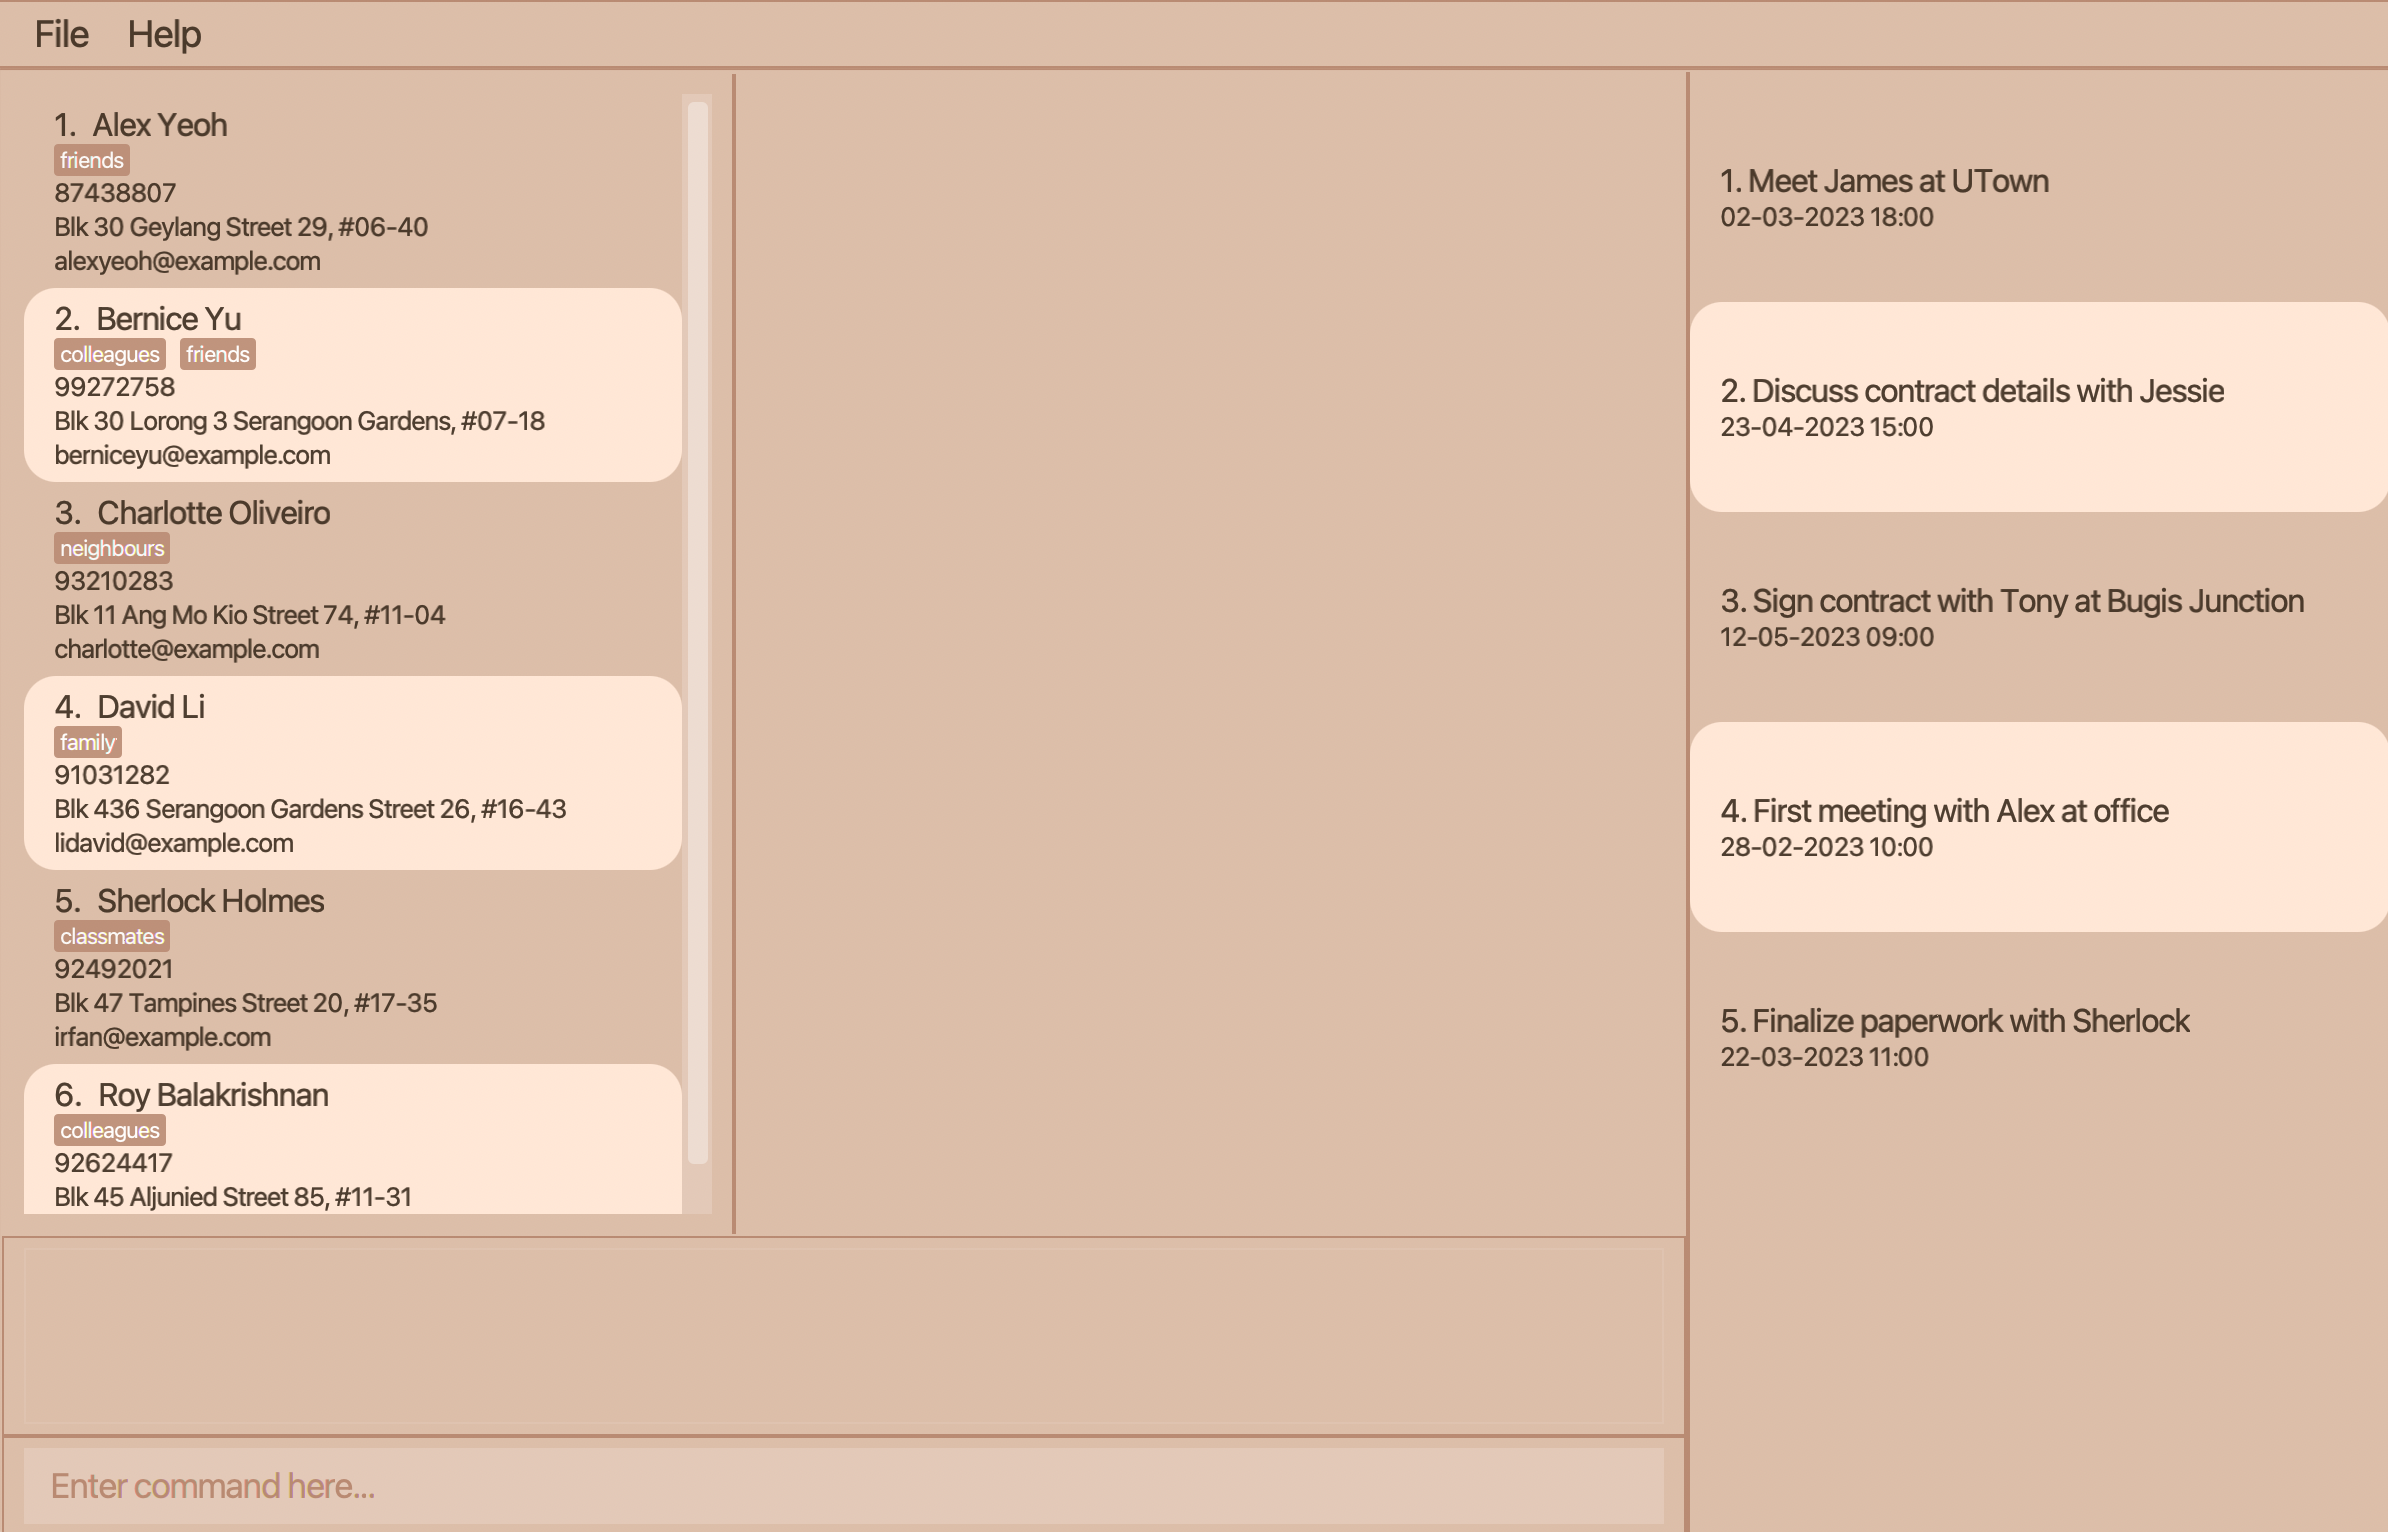 File Help
1. Alex Yeoh
friends
87438807
Blk 30 Geylang Street 29, #06-40
alexyeoh@example.com
2. Bernice Yu
colleagues friends
99272758
Blk 30 Lorong 3 Serangoon Gardens, #07-18
berniceyu@example.com
3. Charlotte Oliveiro
neighbours
93210283
Blk 11 Ang Mo Kio Street 74, #11-04
charlotte@example.com
4. David Li
family
91031282
Blk 436 Serangoon Gardens Street 26, #16-43
lidavid@example.com
5. Sherlock Holmes
classmates
92492021
Blk 47 Tampines Street 20, #17-35
irfan@example.com
6. Roy Balakrishnan
colleagues
92624417
Blk 45 Aljunied Street 85, #11-31
Enter command here...
1. Meet James at UTown
02-03-2023 18:00
2. Discuss contract details with Jessie
23-04-2023 15:00
3. Sign contract with Tony at Bugis Junction
12-05-2023 09:00
4. First meeting with Alex at office
28-02-2023 10:00
5. Finalize paperwork with Sherlock
22-03-2023 11:00